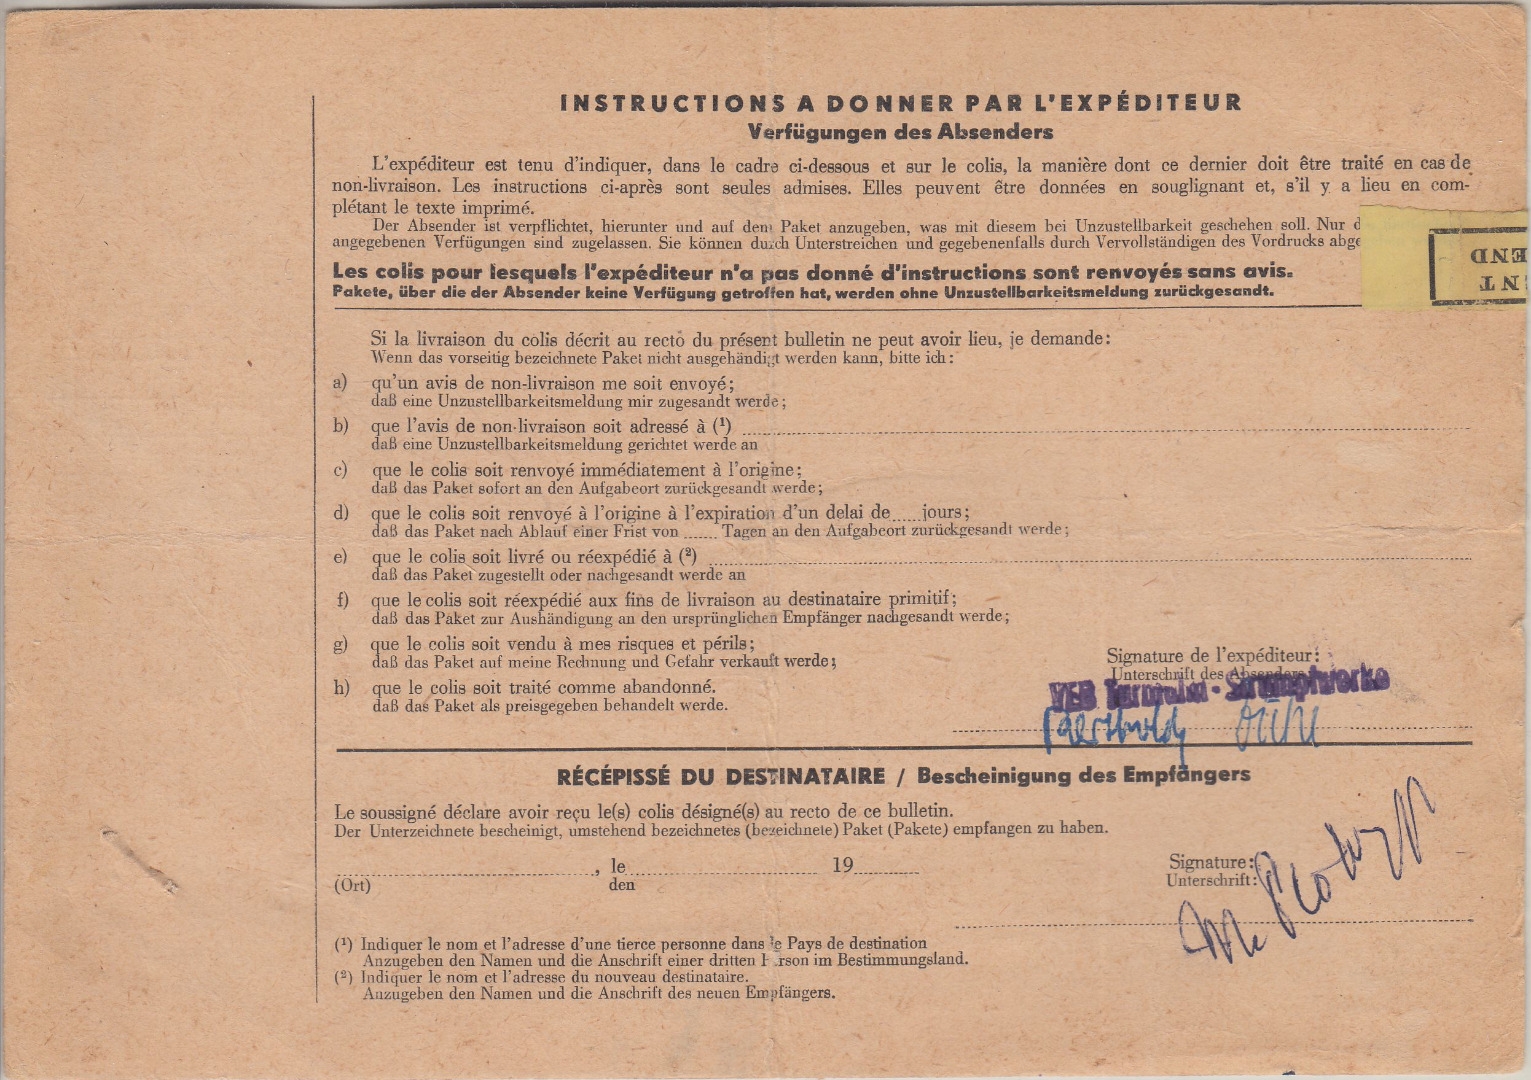 INSTRUCTIONS A DONNER PAR L'EXPÉDITEUR
Verfügungen des Absenders
L'expéditeur est tenu d'indiquer, dans le cadre ci-dessous et sur le colis, la manière dont ce dernier doit être traité en cas de
non-livraison. Les instructions ci-après sont seules admises. Elles peuvent être données en souglignant et, s'il y a lieu en com-
plétant le texte imprimé.
Der Absender ist verpflichtet, hierunter und auf dem Paket anzugeben, was mit diesem bei Unzustellbarkeit geschehen soll. Nur d
angegebenen Verfügungen sind zugelassen. Sie können durch Unterstreichen und gegebenenfalls durch Vervollständigen des Vordrucks abge
END
NT
Les colis pour lesquels l'expéditeur n'a pas donné d'instructions sont renvoyés sans avis.
Pakete, über die der Absender keine Verfügung getroffen hat, werden ohne Unzustellbarkeitsmeldung zurückgesandt.
Si la livraison du colis décrit au recto du présent bulletin ne peut avoir lieu, je demande:
Wenn das vorseitig bezeichnete Paket nicht ausgehändigt werden kann, bitte ich:
a) qu'un avis de non-livraison me soit envoyé;
daß eine Unzustellbarkeitsmeldung mir zugesandt werde;
b) que l'avis de non-livraison soit adressé à (¹)
daß eine Unzustellbarkeitsmeldung gerichtet werde an
c) que le colis soit renvoyé immédiatement à l'origine;
daß das Paket sofort an den Aufgabeort zurückgesandt werde;
d) que le colis soit renvoyé à l'origine à l'expiration d'un delai de.....jours;
daß das Paket nach Ablauf einer Frist von ...... Tagen an den Aufgabeort zurückgesandt werde;
e) que le colis soit livré ou réexpédié à (²)
daß das Paket zugestellt oder nachgesandt werde an
f) que le colis soit réexpédié aux fins de livraison au destinataire primitif;
daß das Paket zur Aushändigung an den ursprünglichen Empfänger nachgesandt werde;
g) que le colis soit vendu à mes risques et périls;
daß das Paket auf meine Rechnung und Gefahr verkauft werde;
h) que le colis soit traité comme abandonné.
daß das Paket als preisgegeben behandelt werde.
Signature de l'expéditeur:
Unterschrift des Absenders
VEB - Strumpfwerke
RÉCÉPISSÉ DU DESTINATAIRE / Bescheinigung des Empfängers
Le soussigné déclare avoir reçu le(s) colis désigné(s) au recto de ce bulletin.
Der Unterzeichnete bescheinigt, umstehend bezeichnetes (bezeichnete) Paket (Pakete) empfangen zu haben.
, le 19
(Ort) den
Signature:
Unterschrift:
(¹) Indiquer le nom et l'adresse d'une tierce personne dans le Pays de destination
Anzugeben den Namen und die Anschrift einer dritten Person im Bestimmungsland.
(²) Indiquer le nom et l'adresse du nouveau destinataire.
Anzugeben den Namen und die Anschrift des neuen Empfängers.